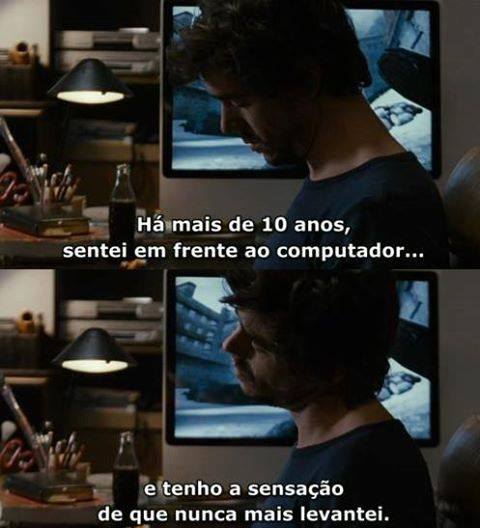 Há mais de 10 anos,
sentei em frente ao computador...
e tenho a sensação
de que nunca mais levantei.